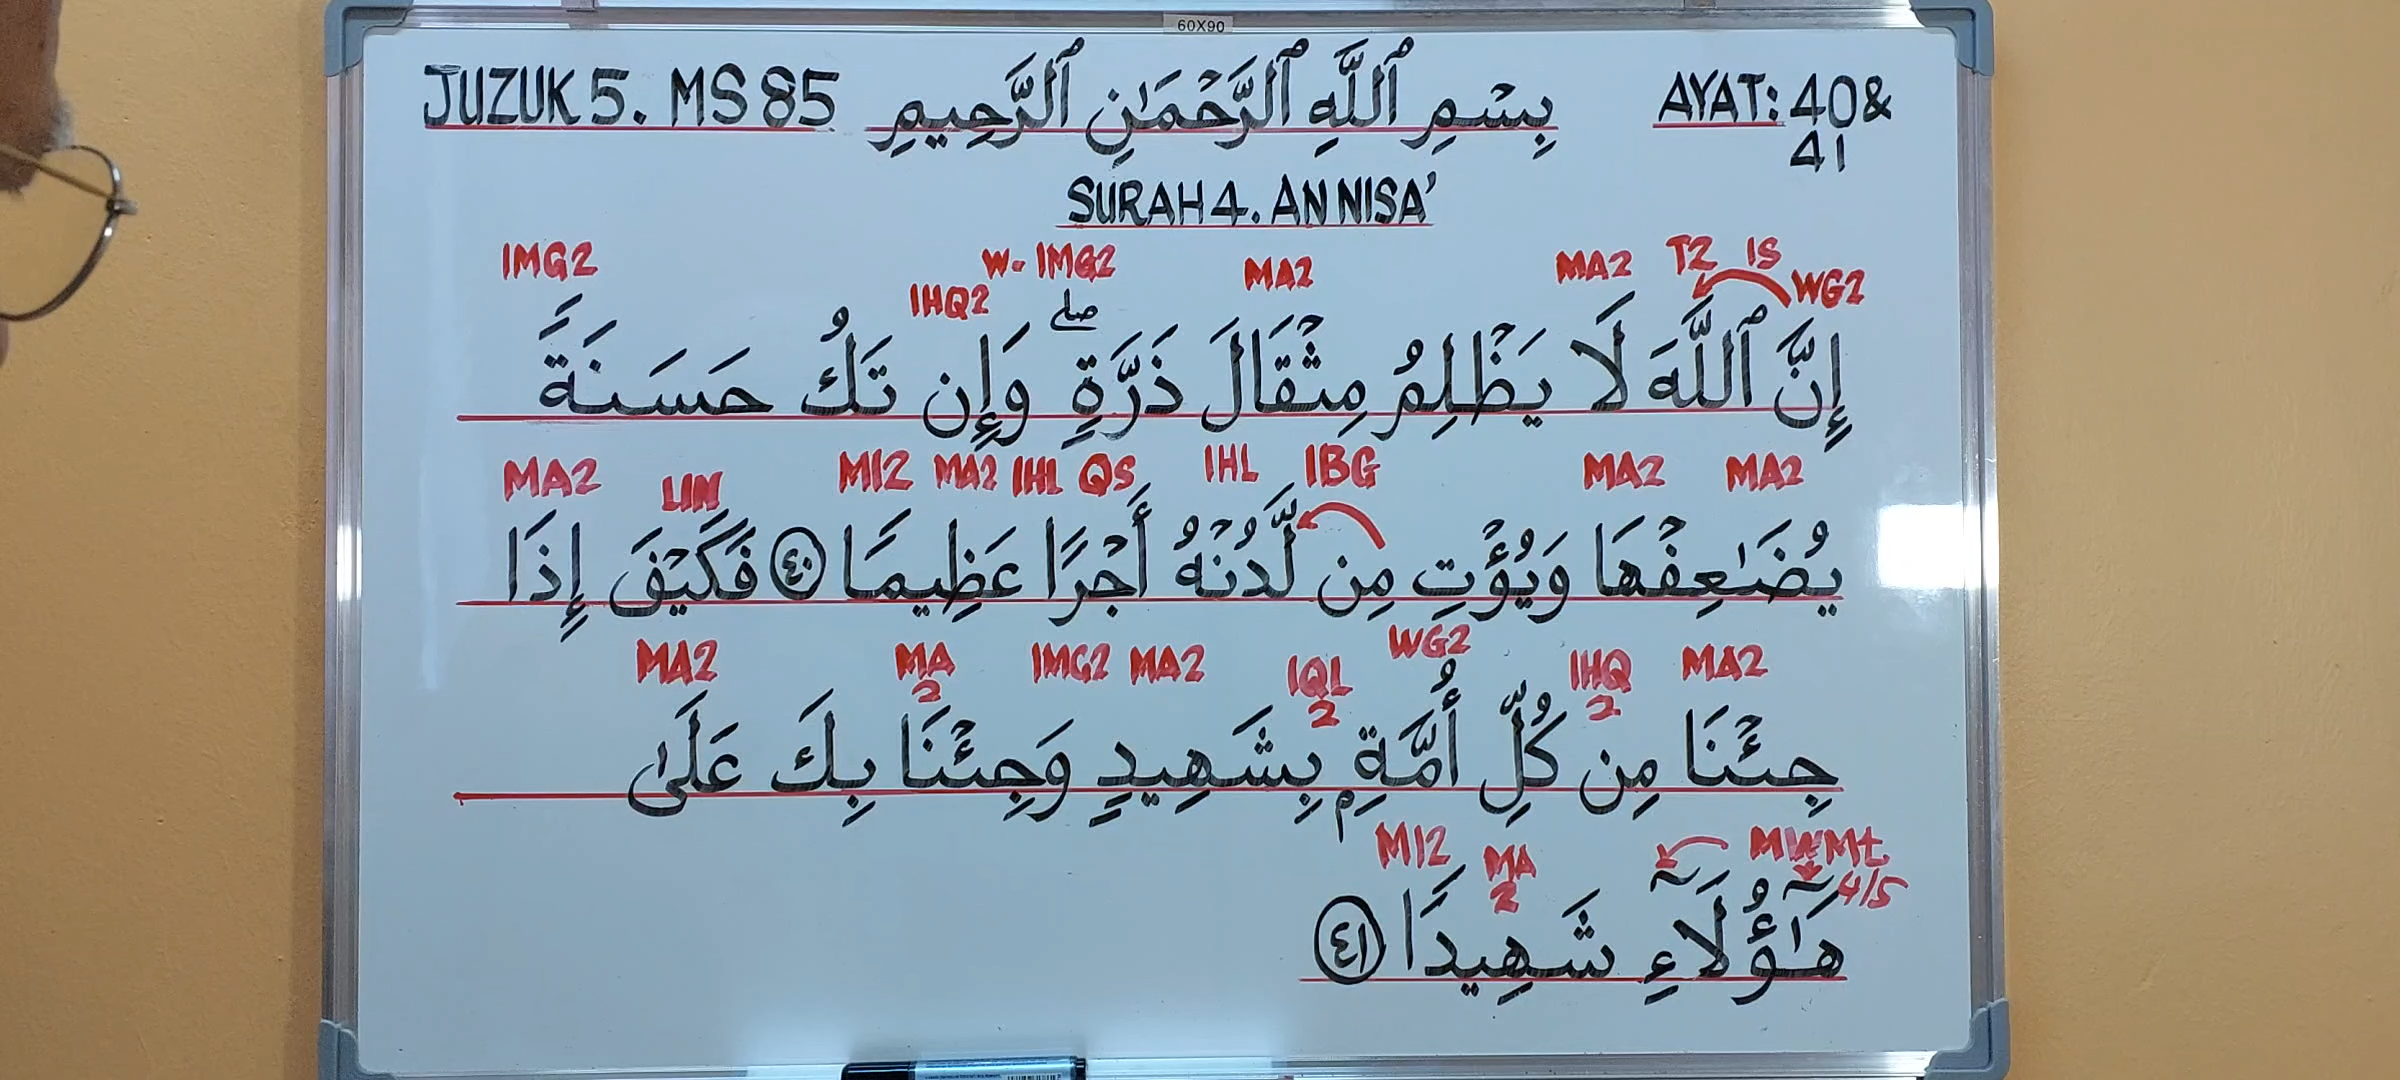 60X90
JUZUK 5. MS 85 بِسْمِ ٱللَّهِ ٱلرَّحْمَٰنِ ٱلرَّحِيمِ AYAT: 40 &
41
SURAH 4. AN NISA'
IMG2 IHQ2 W- IMG2 MA2 MA2 T2 IS WG2
إِنَّ ٱللَّهَ لَا يَظْلِمُ مِثْقَالَ ذَرَّةٍ ۖ وَإِن تَكُ حَسَنَةً
MA2 LIN MI2 MA2 IHL QS IHL IBG MA2 MA2
يُضَٰعِفْهَا وَيُؤْتِ مِن لَّدُنْهُ أَجْرًا عَظِيمًا ٤٠ فَكَيْفَ إِذَا
MA2 MA2 IMG2 MA2 IQL2 WG2 IHQ2 MA2
جِئْنَا مِن كُلِّ أُمَّةٍۭ بِشَهِيدٍ وَجِئْنَا بِكَ عَلَىٰ
MI2 MA2 MWMt 4/5
هَٰٓؤُلَآءِ شَهِيدًا ٤١